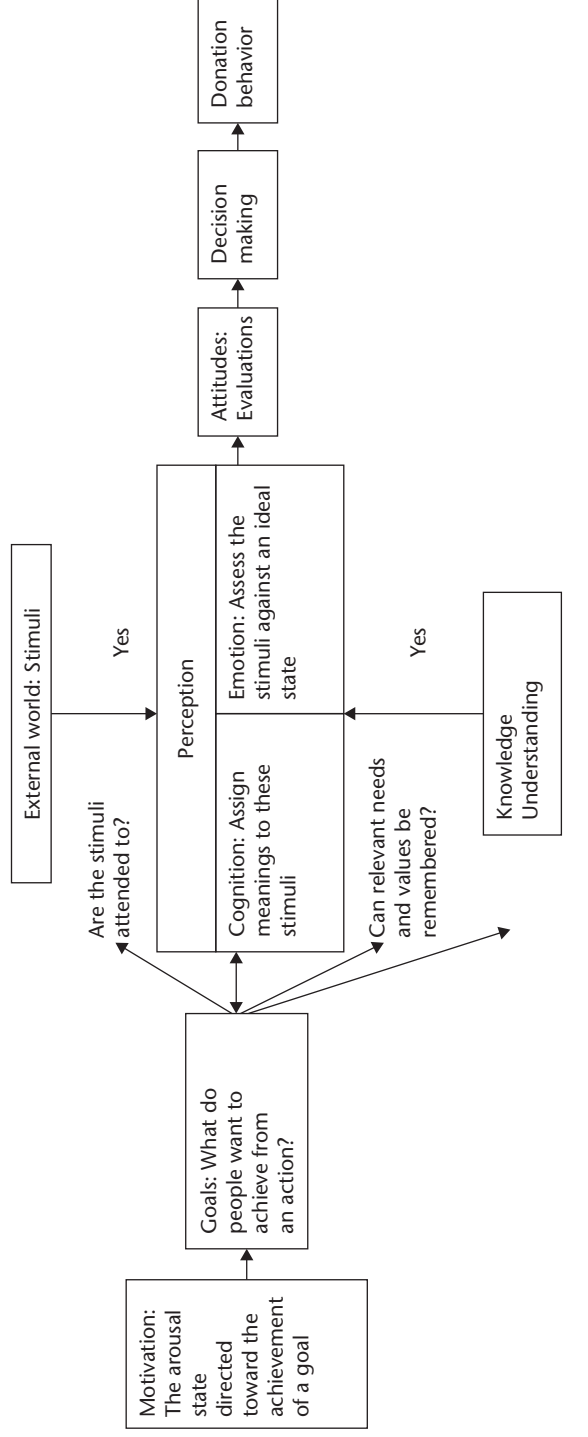 External world: Stimuli
Are the stimuli
attended to?
Yes
Motivation:
The arousal
state
directed
toward the
achievement
of a goal
Goals: What do
people want to
achieve from
an action?
Perception
Cognition: Assign
meanings to these
stimuli
Emotion: Assess the
stimuli against an ideal
state
Attitudes:
Evaluations
Decision
making
Donation
behavior
Can relevant needs
and values be
remembered?
Yes
Knowledge
Understanding